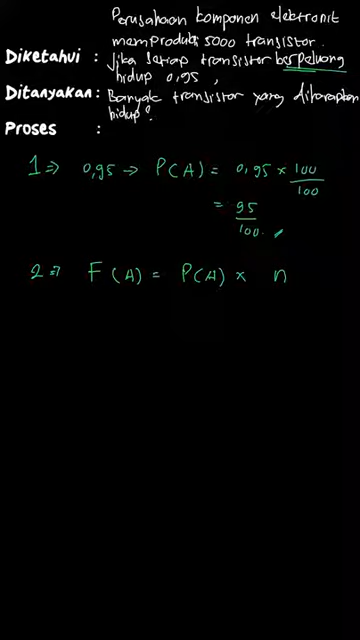 Perusahaan komponen elektronik
memproduksi 5000 transistor.
Diketahui : jika setiap transistor berpeluang
hidup 0,95,
Ditanyakan : Banyak transistor yang diharapkan
hidup?
Proses :
1 ⇒ 0,95 → P(A) = 0,95 × 100/100
= 95/100.
2 ⇒ F(A) = P(A) × n